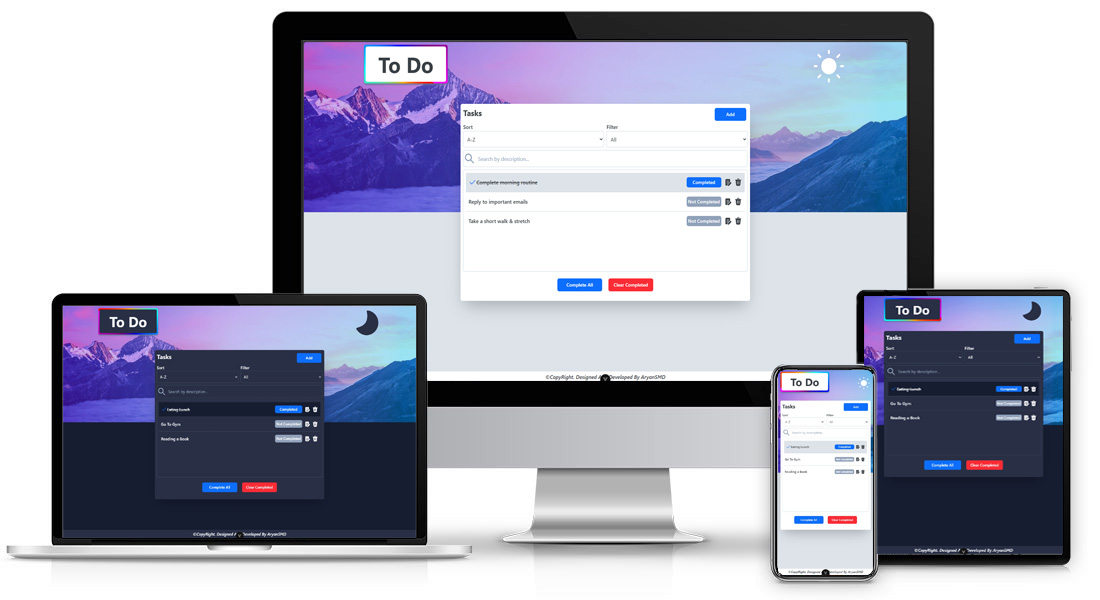 To Do
Tasks
Add
Sort
Filter
A-Z
All
Search by description...
Complete morning routine
Completed
Reply to important emails
Not Completed
Take a short walk & stretch
Not Completed
Complete All
Clear Completed
©CopyRight. Designed A Developed By AryanSMD
To Do
Tasks
Add
Sort
Filter
A-Z
All
Search by description...
Eating Lunch
Completed
Go To Gym
Not Completed
Reading a Book
Not Completed
Complete All
Clear Completed
©CopyRight. Designed A Developed By AryanSMD
To Do
Tasks
Add
Sort
Filter
A-Z
All
Search by description...
Eating Lunch
Completed
Go To Gym
Not Completed
Reading a Book
Not Completed
Complete All
Clear Completed
©CopyRight. Designed Developed By AryanSMD
To Do
Tasks
Add
Sort
Filter
A-Z
All
Search by description...
Eating Lunch
Completed
Go To Gym
Not Completed
Reading a Book
Not Completed
Complete All
Clear Completed
©CopyRight. Designed A Developed By AryanSMD